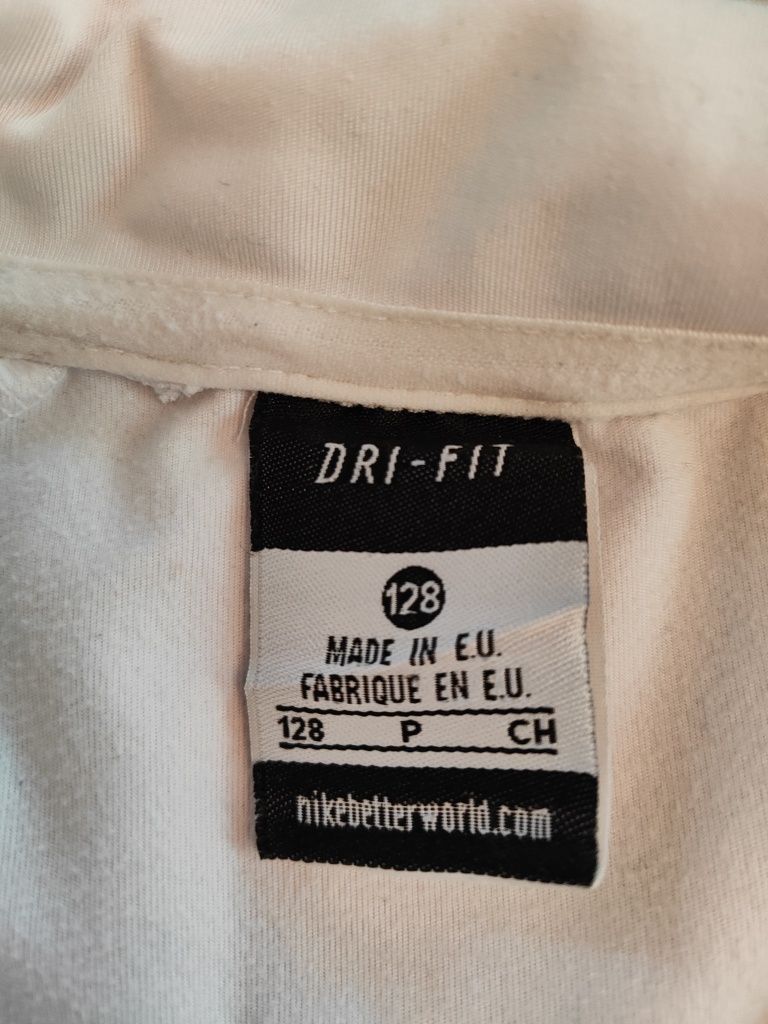 DRI-FIT
128
MADE IN E.U.
FABRIQUE EN E.U.
128 P CH
nikebetterworld.com